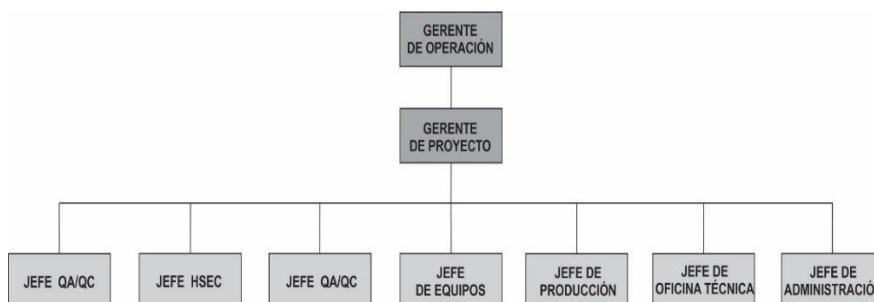 GERENTE
DE OPERACIÓN
GERENTE
DE PROYECTO
JEFE QA/QC
JEFE HSEC
JEFE QA/QC
JEFE
DE EQUIPOS
JEFE DE
PRODUCCIÓN
JEFE DE
OFICINA TÉCNICA
JEFE DE
ADMINISTRACIÓ